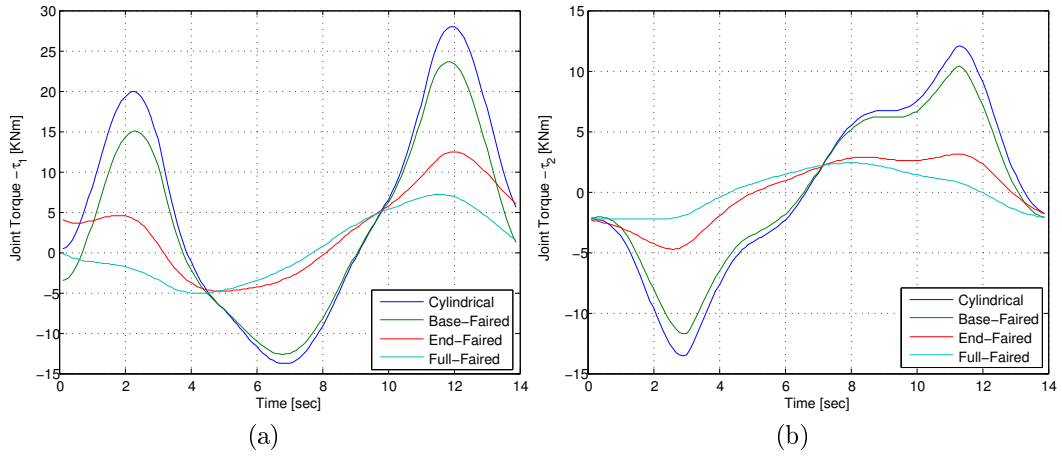 30
25
20
15
10
5
0
−5
−10
−15
0 2 4 6 8 10 12 14
Joint Torque − τ1 [KNm]
Time [sec]
Cylindrical
Base−Faired
End−Faired
Full−Faired
(a)
15
10
5
0
−5
−10
−15
0 2 4 6 8 10 12 14
Joint Torque − τ2 [KNm]
Time [sec]
Cylindrical
Base−Faired
End−Faired
Full−Faired
(b)